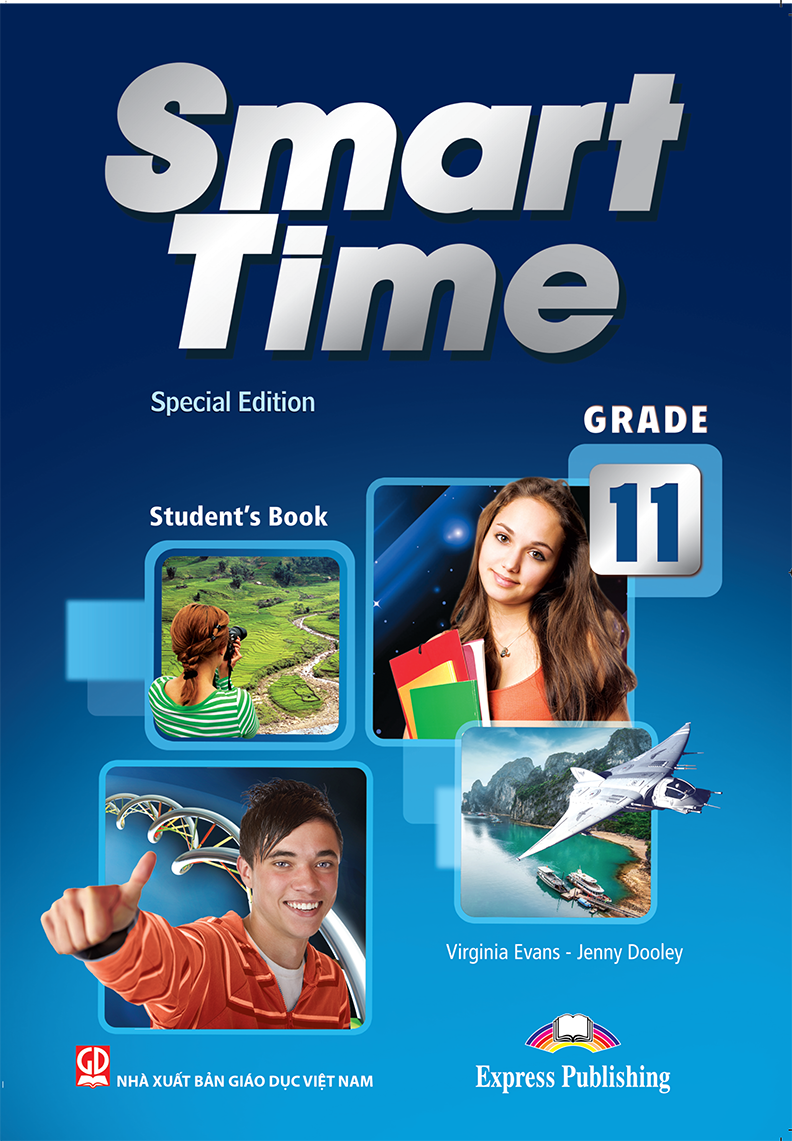 Smart
Time
Special Edition
GRADE
11
Student's Book
Virginia Evans - Jenny Dooley
GD
NHÀ XUẤT BẢN GIÁO DỤC VIỆT NAM
Express Publishing